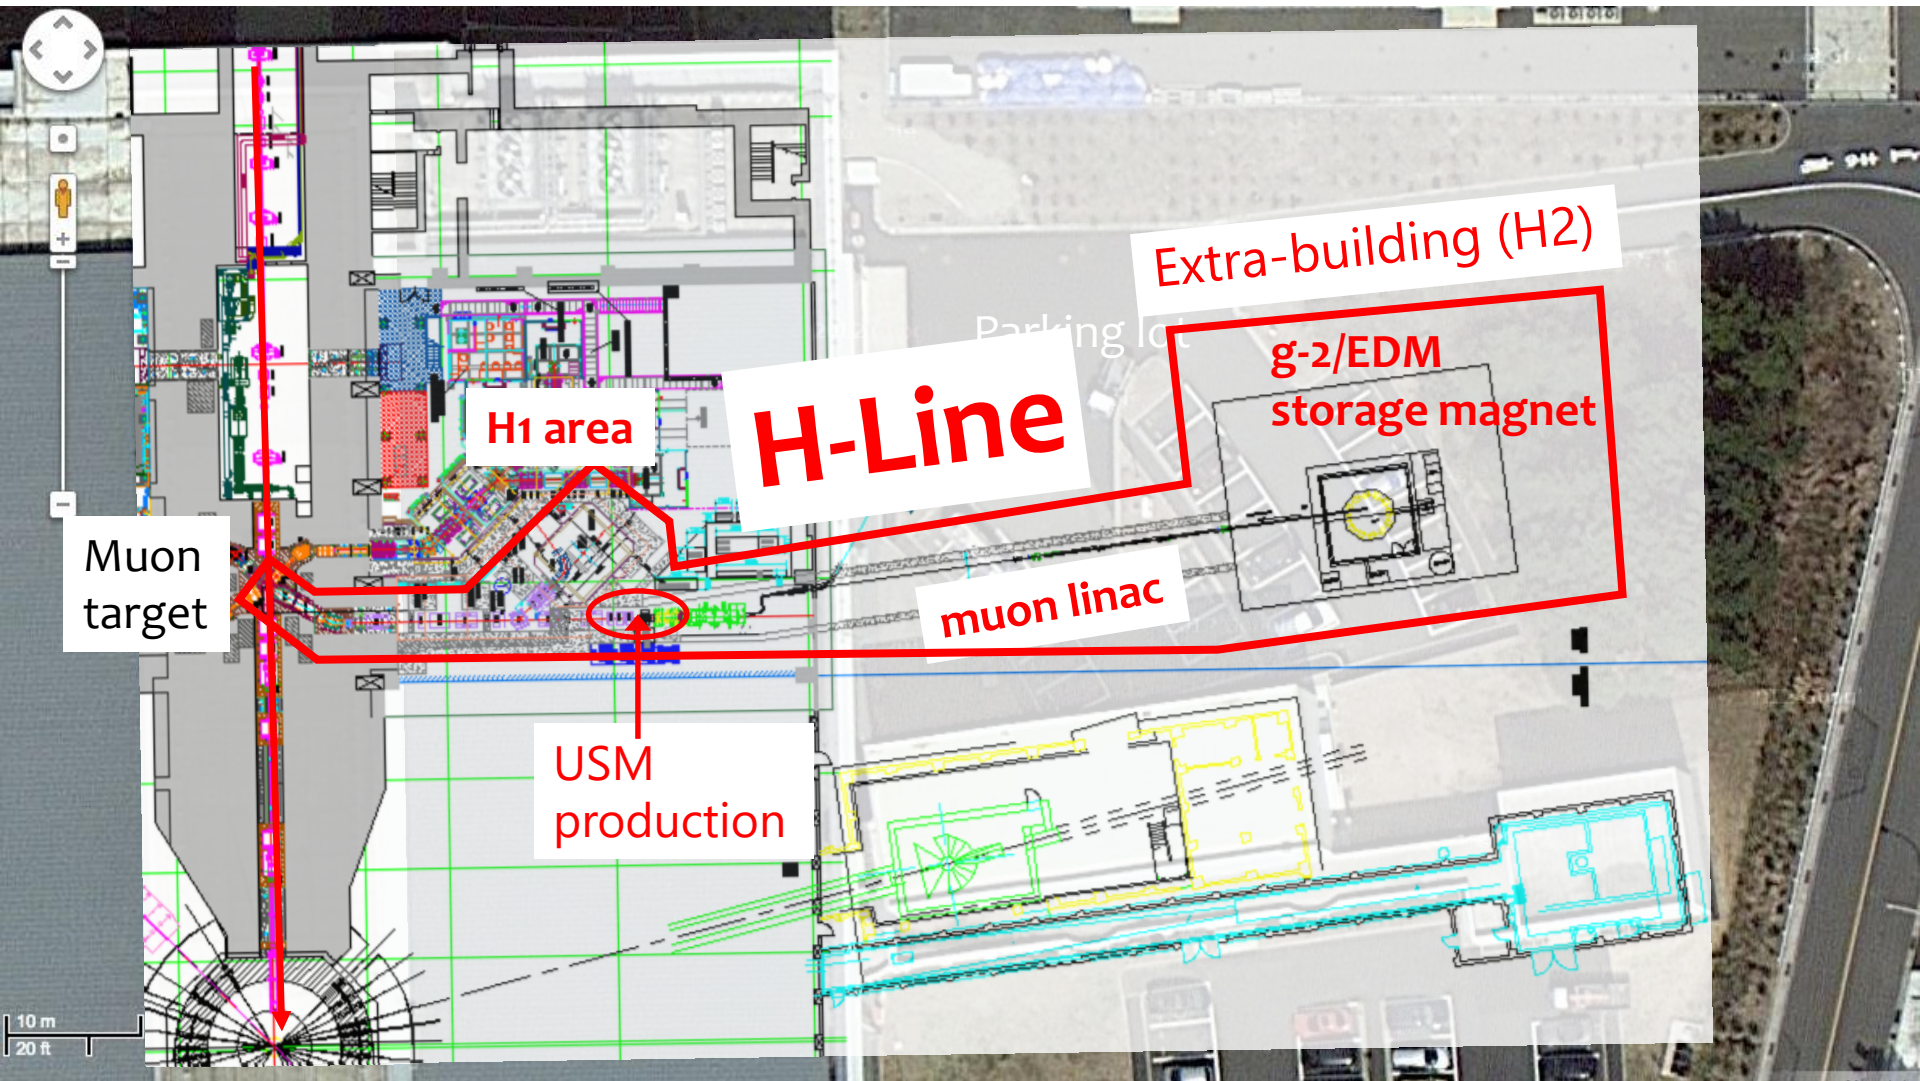 Extra-building (H2)
Parking lot
g-2/EDM
storage magnet
H-Line
H1 area
Muon
target
muon linac
USM
production
10 m
20 ft